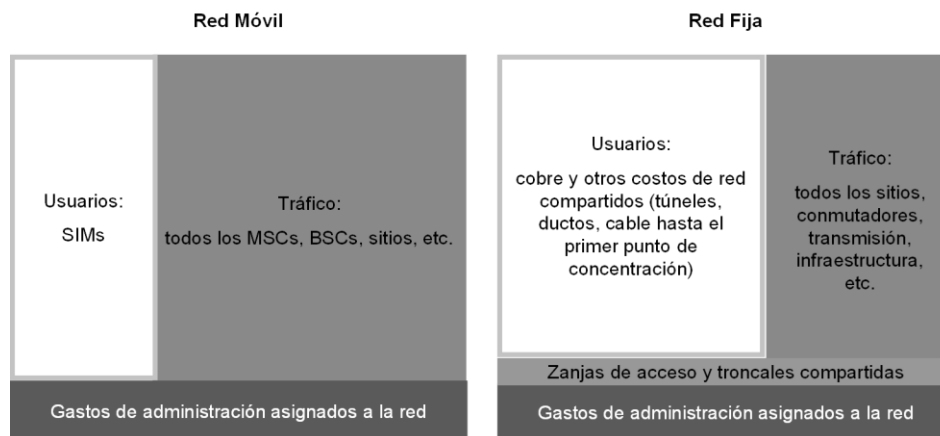 Red Móvil
Usuarios:
SIMs
Tráfico:
todos los MSCs, BSCs, sitios, etc.
Gastos de administración asignados a la red
Red Fija
Usuarios:
cobre y otros costos de red
compartidos (túneles,
ductos, cable hasta el
primer punto de
concentración)
Tráfico:
todos los sitios,
conmutadores,
transmisión,
infraestructura,
etc.
Zanjas de acceso y troncales compartidas
Gastos de administración asignados a la red